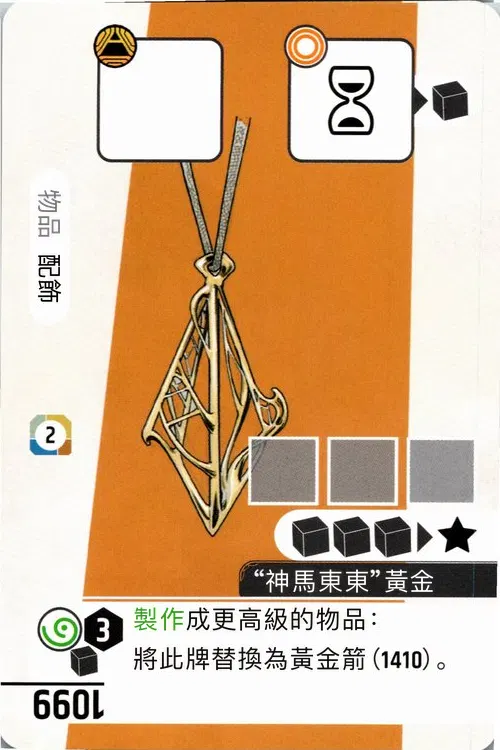 物品 配飾
2
“神馬東東”黃金
3
製作成更高級的物品：
將此牌替換為黃金箭（1410）。
1099